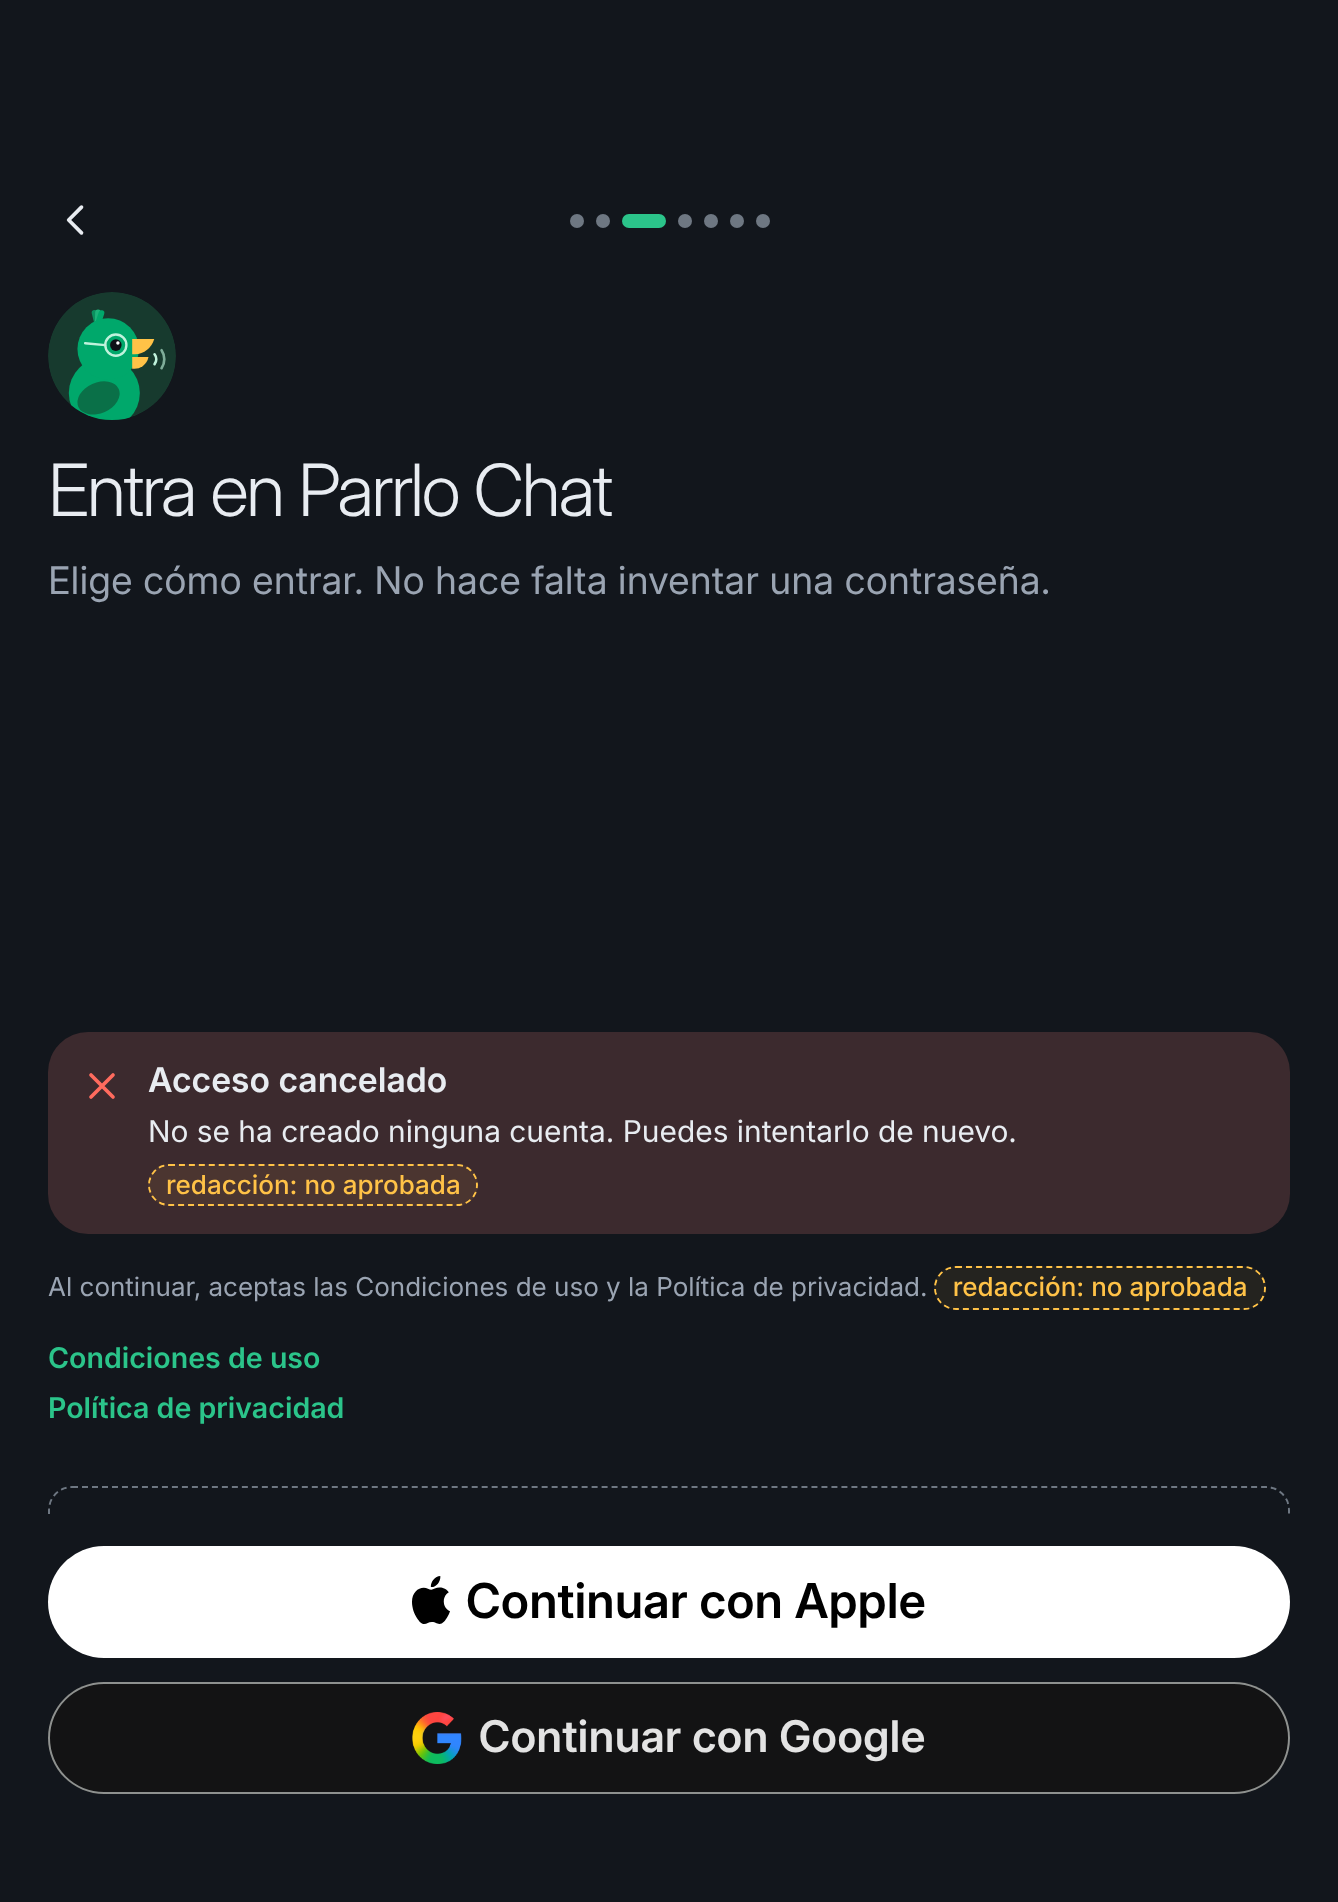 Entra en Parrlo Chat
Elige cómo entrar. No hace falta inventar una contraseña.
Acceso cancelado
No se ha creado ninguna cuenta. Puedes intentarlo de nuevo.
redacción: no aprobada
Al continuar, aceptas las Condiciones de uso y la Política de privacidad. redacción: no aprobada
Condiciones de uso
Política de privacidad
Continuar con Apple
Continuar con Google